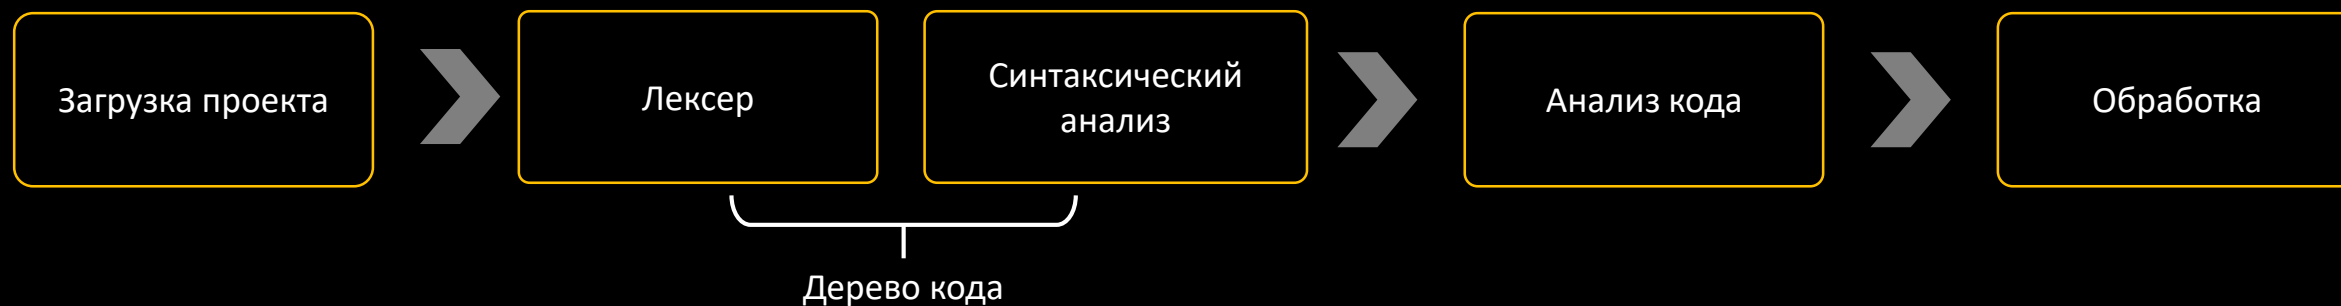 Загрузка проекта
Лексер
Синтаксический
анализ
Анализ кода
Обработка
Дерево кода